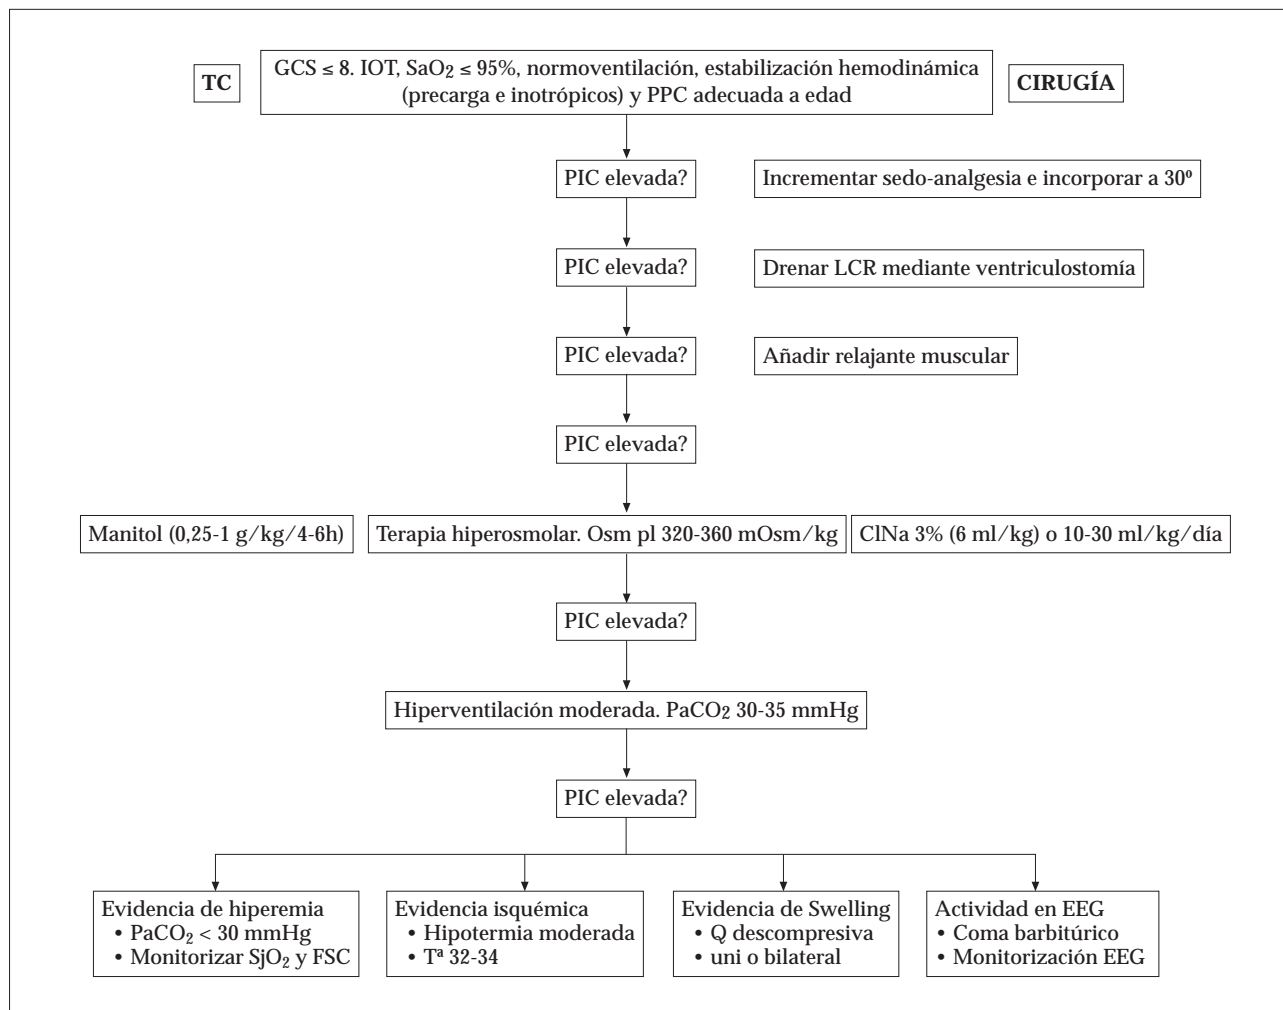 TC
GCS ≤ 8. IOT, SaO₂ ≤ 95%, normoventilación, estabilización hemodinámica
(precarga e inotrópicos) y PPC adecuada a edad
CIRUGÍA
PIC elevada?
Incrementar sedo-analgesia e incorporar a 30º
PIC elevada?
Drenar LCR mediante ventriculostomía
PIC elevada?
Añadir relajante muscular
PIC elevada?
Manitol (0,25-1 g/kg/4-6h)
Terapia hiperosmolar. Osm pl 320-360 mOsm/kg
ClNa 3% (6 ml/kg) o 10-30 ml/kg/día
PIC elevada?
Hiperventilación moderada. PaCO₂ 30-35 mmHg
PIC elevada?
Evidencia de hiperemia
• PaCO₂ < 30 mmHg
• Monitorizar SjO₂ y FSC
Evidencia isquémica
• Hipotermia moderada
• Tª 32-34
Evidencia de Swelling
• Q descompresiva
• uni o bilateral
Actividad en EEG
• Coma barbitúrico
• Monitorización EEG